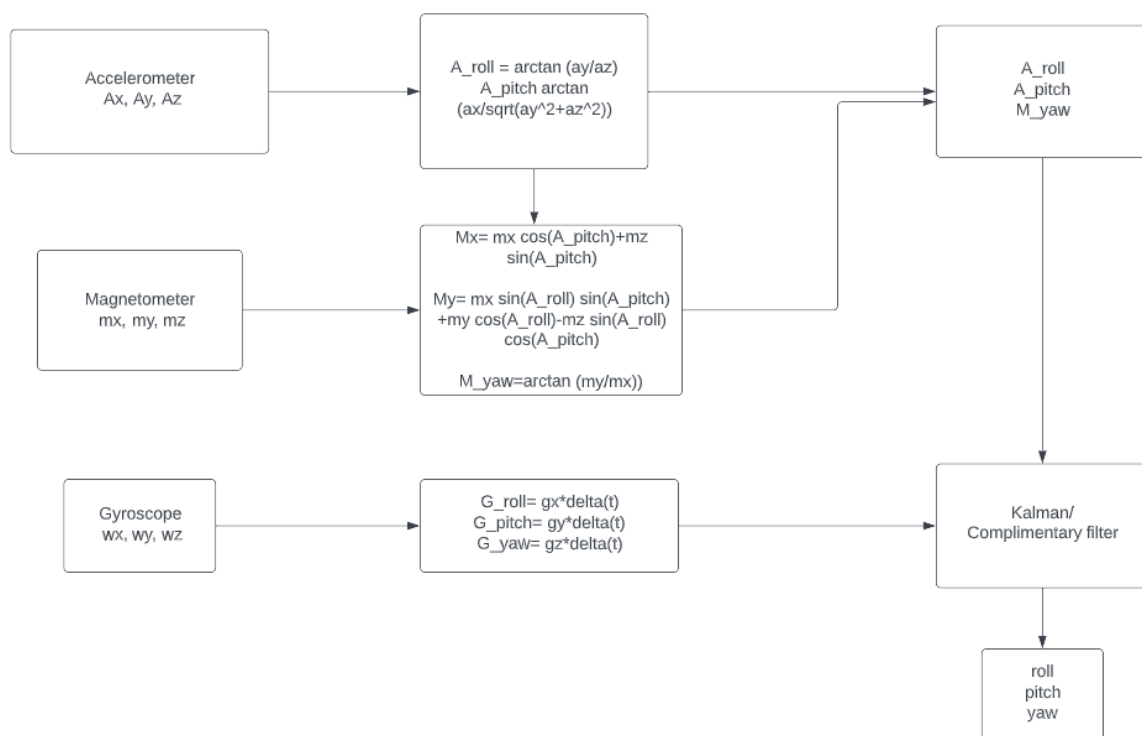 Accelerometer
Ax, Ay, Az
A_roll = arctan (ay/az)
A_pitch arctan
(ax/sqrt(ay^2+az^2))
A_roll
A_pitch
M_yaw
Magnetometer
mx, my, mz
Mx= mx cos(A_pitch)+mz
sin(A_pitch)
My= mx sin(A_roll) sin(A_pitch)
+my cos(A_roll)-mz sin(A_roll)
cos(A_pitch)
M_yaw=arctan (my/mx))
Gyroscope
wx, wy, wz
G_roll= gx*delta(t)
G_pitch= gy*delta(t)
G_yaw= gz*delta(t)
Kalman/
Complimentary filter
roll
pitch
yaw